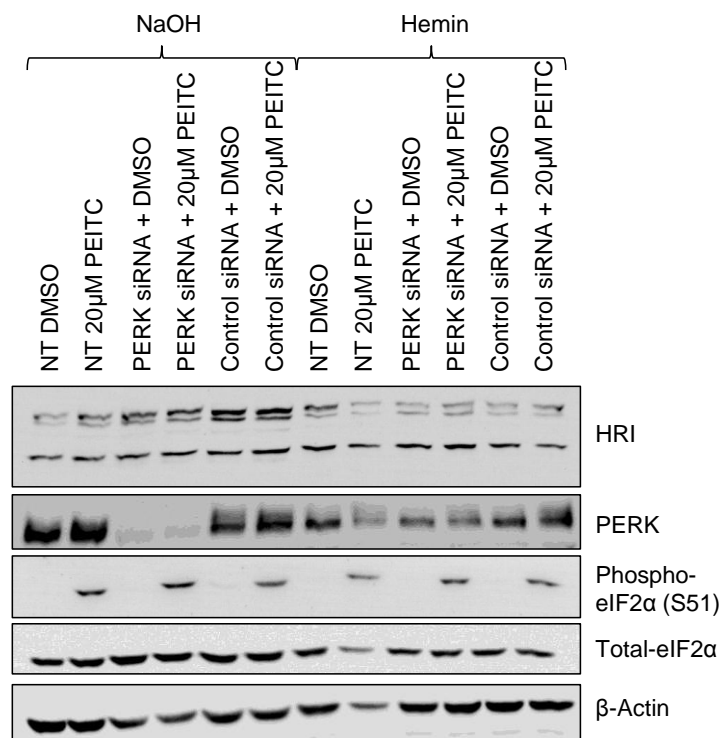 NaOH
Hemin
NT DMSO
NT 20µM PEITC
PERK siRNA + DMSO
PERK siRNA + 20µM PEITC
Control siRNA + DMSO
Control siRNA + 20µM PEITC
NT DMSO
NT 20µM PEITC
PERK siRNA + DMSO
PERK siRNA + 20µM PEITC
Control siRNA + DMSO
Control siRNA + 20µM PEITC
HRI
PERK
Phospho-
eIF2α (S51)
Total-eIF2α
β-Actin